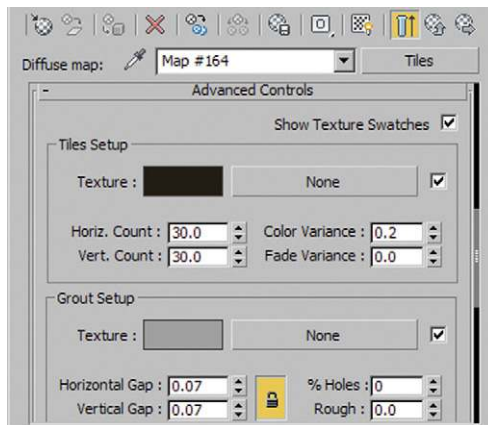 Diffuse map: Map #164 Tiles
- Advanced Controls
Show Texture Swatches
Tiles Setup
Texture : None
Horiz. Count : 30.0 Color Variance : 0.2
Vert. Count : 30.0 Fade Variance : 0.0
Grout Setup
Texture : None
Horizontal Gap : 0.07 % Holes : 0
Vertical Gap : 0.07 Rough : 0.0